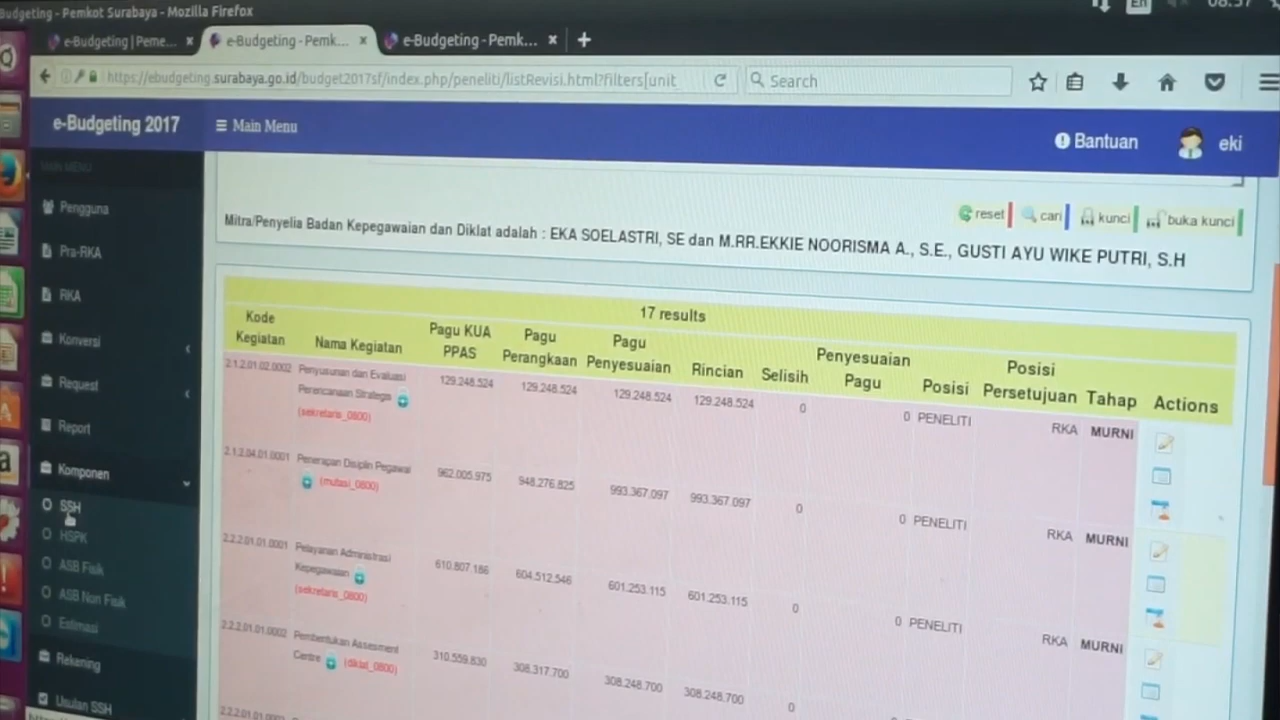 Budgeting - Pemkot Surabaya - Mozilla Firefox
En
e-Budgeting | Peme... × e-Budgeting - Pemk... × e-Budgeting - Pemk... × +
https://ebudgeting.surabaya.go.id/budget2017sf/index.php/peneliti/listRevisi.html?filters[unit
Search
e-Budgeting 2017
Main Menu
Bantuan
eki
MAIN MENU
Pengguna
Pra-RKA
RKA
Konversi
Request
Report
Komponen
SSH
HSPK
ASB Fisik
ASB Non Fisik
Estimasi
Rekening
Usulan SSH
reset cari kunci buka kunci
Mitra/Penyelia Badan Kepegawaian dan Diklat adalah : EKA SOELASTRI, SE dan M.RR.EKKIE NOORISMA A., S.E., GUSTI AYU WIKE PUTRI, S.H
17 results
Kode Kegiatan Nama Kegiatan Pagu KUA PPAS Pagu Perangkaan Pagu Penyesuaian Rincian Selisih Penyesuaian Pagu Posisi Posisi Persetujuan Tahap Actions
2.1.2.01.02.0002 Penyusunan dan Evaluasi 129.248.524 129.248.524 129.248.524 129.248.524 0 0 PENELITI RKA MURNI
Perencanaan Strategis
(sekretaris_0800)
2.1.2.04.01.0001 Penerapan Disiplin Pegawai 962.005.975 948.276.825 993.367.097 993.367.097 0 0 PENELITI RKA MURNI
(mutasi_0800)
2.2.2.01.01.0001 Pelayanan Administrasi 610.807.186 604.512.546 601.253.115 601.253.115 0 0 PENELITI RKA MURNI
Kepegawaian
(sekretaris_0800)
2.2.2.01.01.0002 Pembentukan Assesment 310.559.830 308.317.700 308.248.700 308.248.700 0
Centre (diklat_0800)